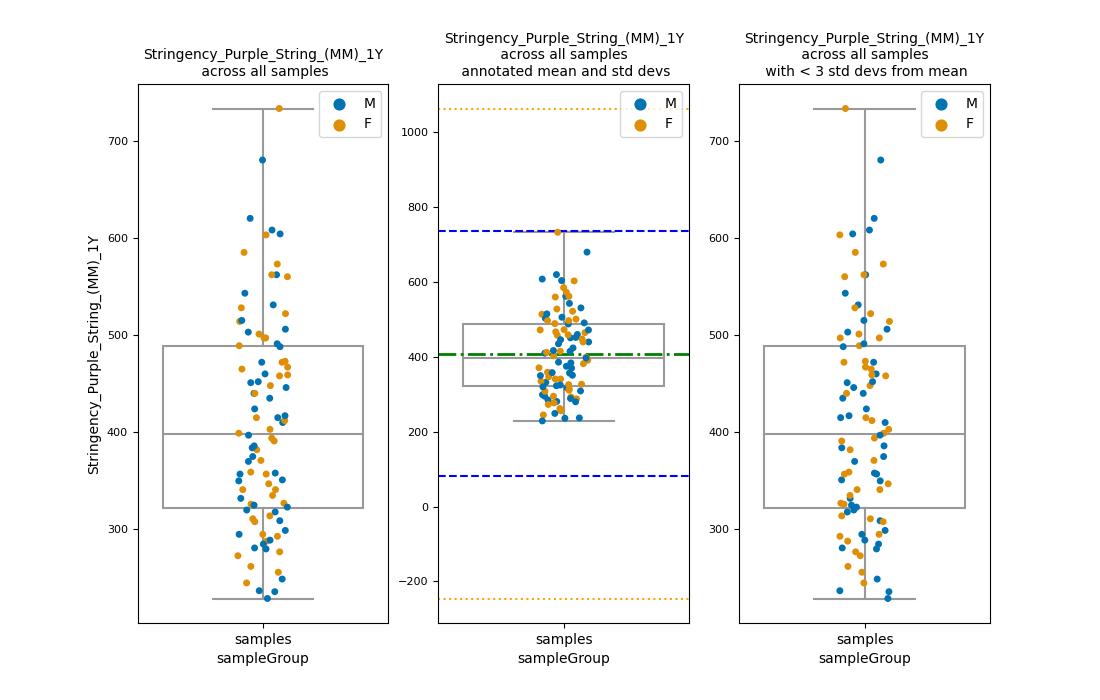 Stringency_Purple_String_(MM)_1Y
across all samples
Stringency_Purple_String_(MM)_1Y
across all samples
annotated mean and std devs
Stringency_Purple_String_(MM)_1Y
across all samples
with < 3 std devs from mean
Stringency_Purple_String_(MM)_1Y
700
600
500
400
300
M
F
samples
sampleGroup
1000
800
600
400
200
0
−200
M
F
samples
sampleGroup
700
600
500
400
300
M
F
samples
sampleGroup